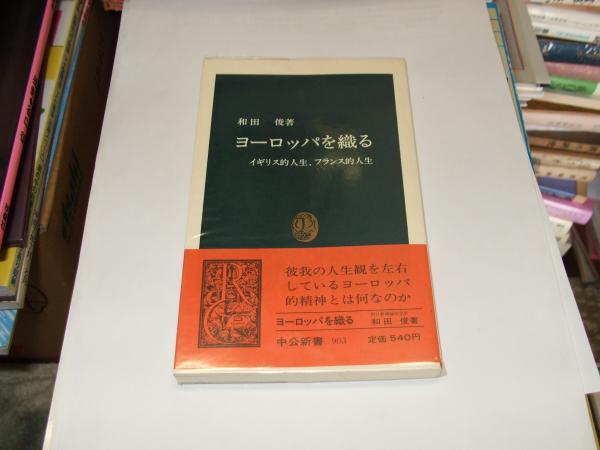 和田 俊著
ヨーロッパを織る
イギリス的人生、フランス的人生
彼我の人生観を左右
しているヨーロッパ
的精神とは何なのか
ヨーロッパを織る
和田 俊著
中公新書 903
定価 540円